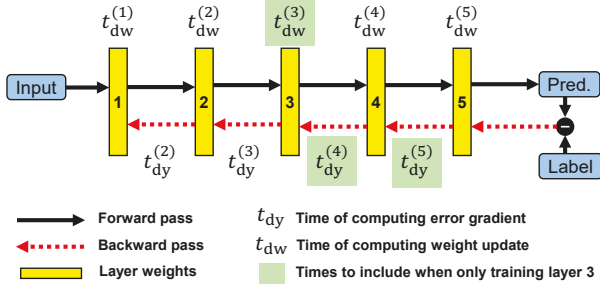 t_dw^(1) t_dw^(2) t_dw^(3) t_dw^(4) t_dw^(5)
Input 1 2 3 4 5 Pred.
t_dy^(2) t_dy^(3) t_dy^(4) t_dy^(5)
−
Label
Forward pass
t_dy Time of computing error gradient
Backward pass
t_dw Time of computing weight update
Layer weights
Times to include when only training layer 3